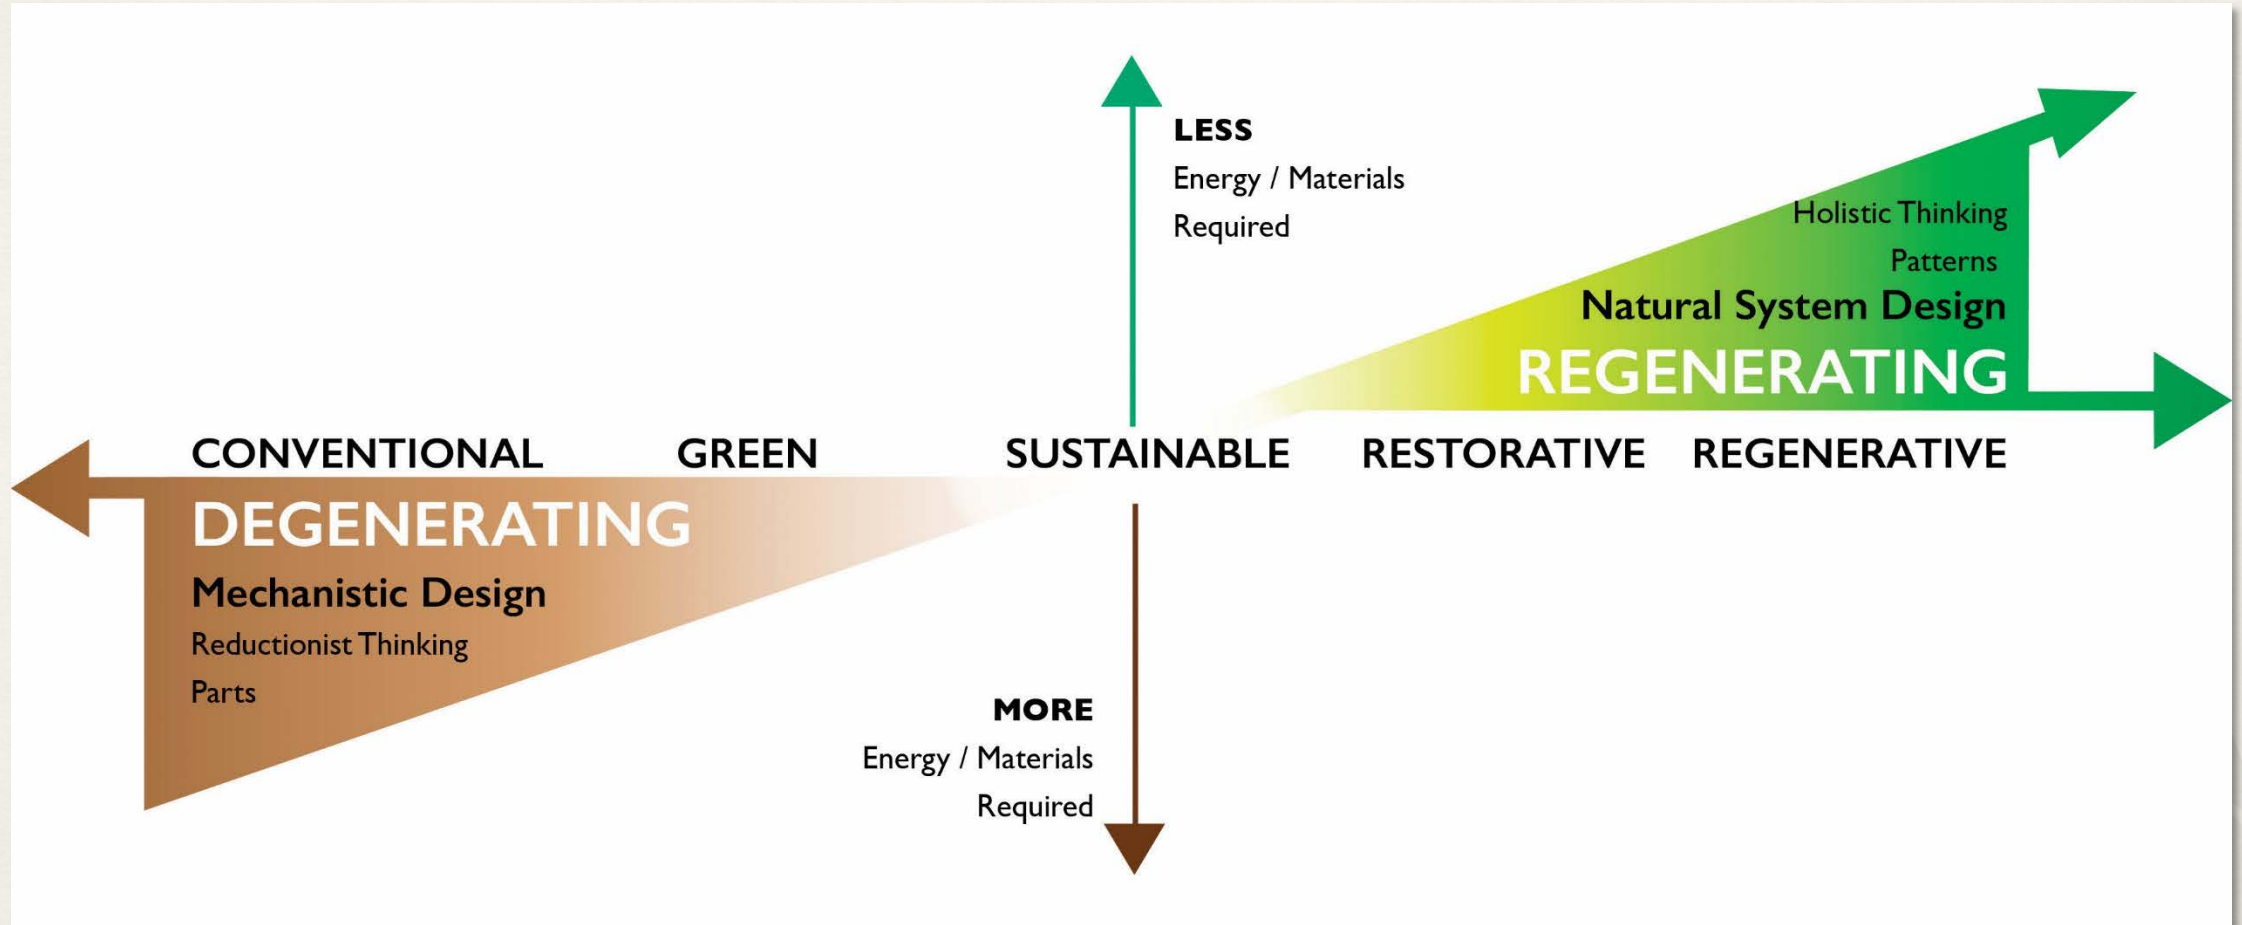 LESS
Energy / Materials
Required
Holistic Thinking
Patterns
Natural System Design
REGENERATING
CONVENTIONAL GREEN SUSTAINABLE RESTORATIVE REGENERATIVE
DEGENERATING
Mechanistic Design
Reductionist Thinking
Parts
MORE
Energy / Materials
Required